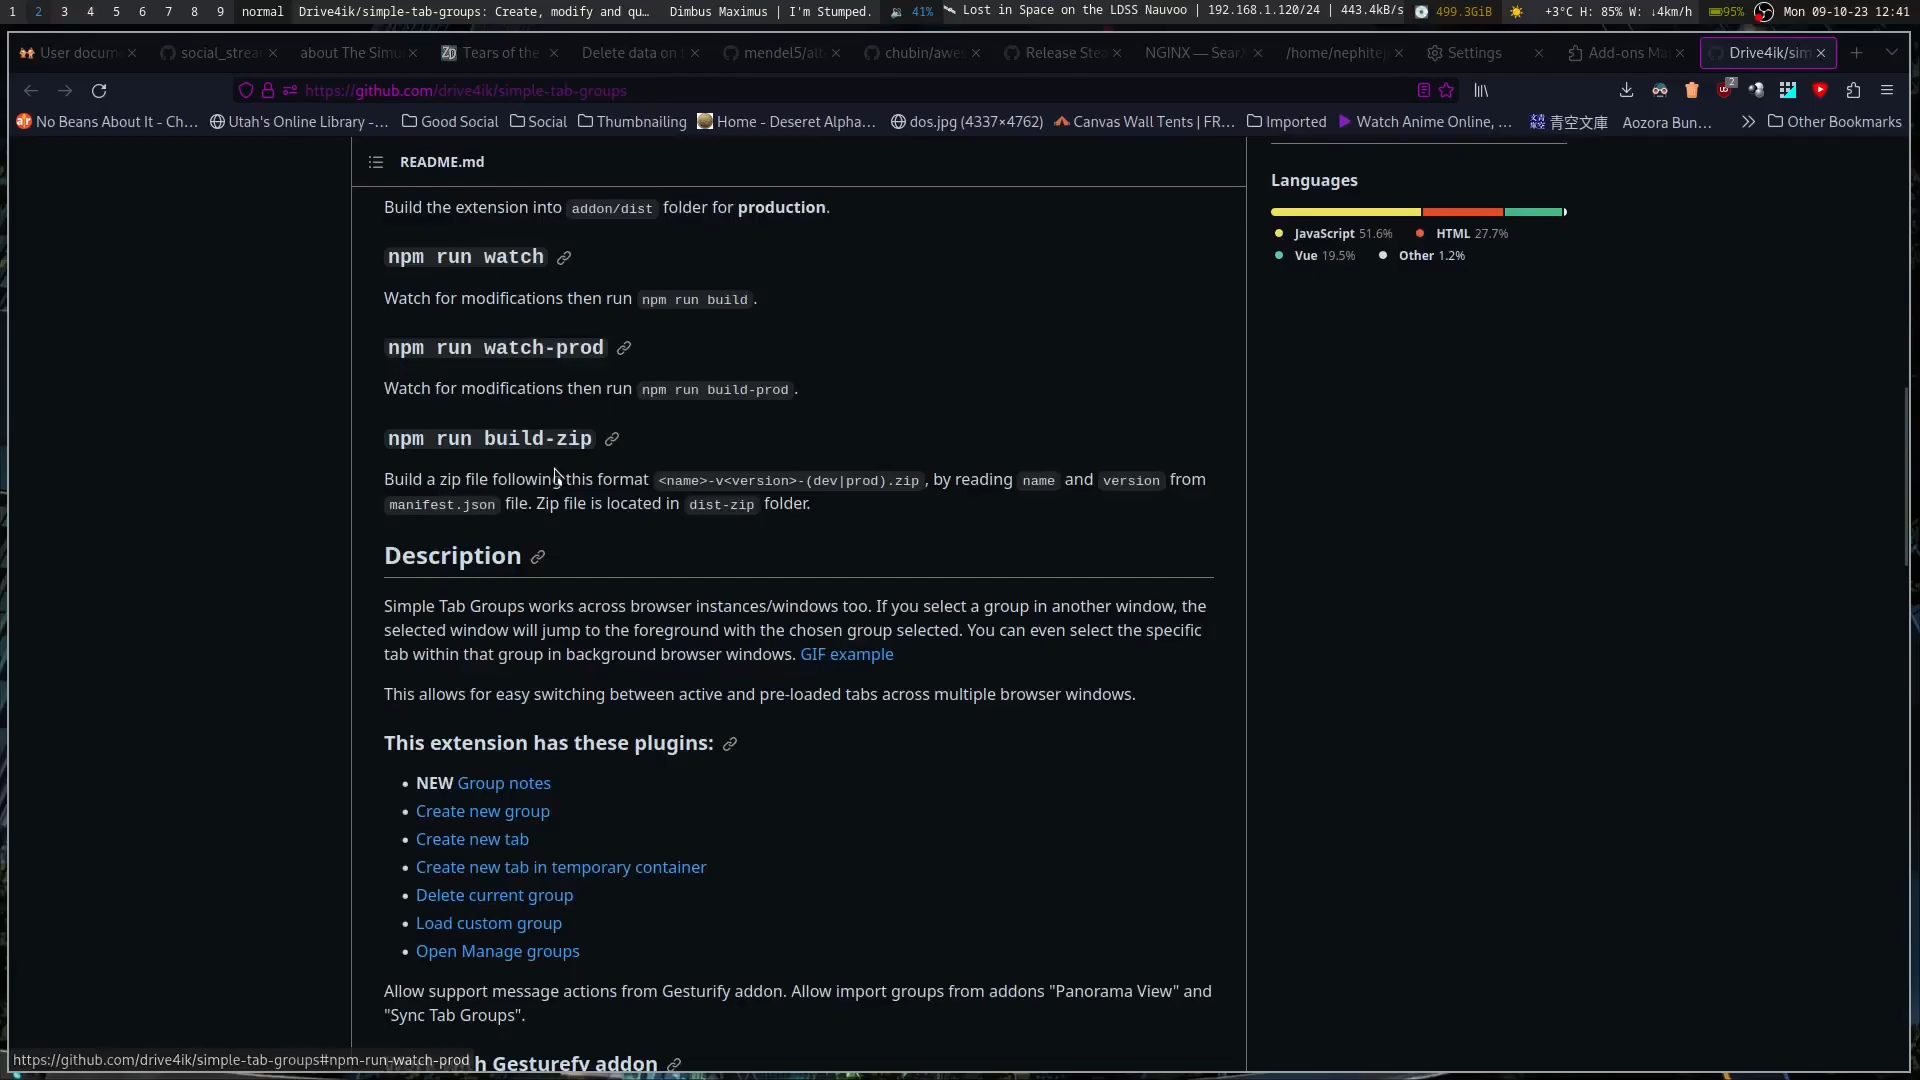 1 2 3 4 5 6 7 8 9 normal Drive4ik/simple-tab-groups: Create, modify and qu… Dimbus Maximus | I'm Stumped. 41% Lost in Space on the LDSS Nauvoo | 192.168.1.120/24 | 443.4kB/s 499.3GiB +3°C H: 85% W: ↓4km/h 95% Mon 09-10-23 12:41
User docum social_strea about The Simu Tears of the Delete data on mendel5/alt chubin/awe Release Ste NGINX — Sear /home/nephite Settings Add-ons Ma Drive4ik/sim
https://github.com/drive4ik/simple-tab-groups 2
No Beans About It - Ch… Utah's Online Library -… Good Social Social Thumbnailing Home - Deseret Alpha… dos.jpg (4337×4762) Canvas Wall Tents | FR… Imported Watch Anime Online, … 青空文庫 Aozora Bun… Other Bookmarks
README.md
Build the extension into addon/dist folder for production.
npm run watch
Watch for modifications then run npm run build.
npm run watch-prod
Watch for modifications then run npm run build-prod.
npm run build-zip
Build a zip file following this format <name>-v<version>-(dev|prod).zip, by reading name and version from
manifest.json file. Zip file is located in dist-zip folder.
Description
Simple Tab Groups works across browser instances/windows too. If you select a group in another window, the
selected window will jump to the foreground with the chosen group selected. You can even select the specific
tab within that group in background browser windows. GIF example
This allows for easy switching between active and pre-loaded tabs across multiple browser windows.
This extension has these plugins:
• NEW Group notes
• Create new group
• Create new tab
• Create new tab in temporary container
• Delete current group
• Load custom group
• Open Manage groups
Allow support message actions from Gesturify addon. Allow import groups from addons "Panorama View" and
"Sync Tab Groups".
h Gesturefy addon
https://github.com/drive4ik/simple-tab-groups#npm-run-watch-prod
Languages
JavaScript 51.6% HTML 27.7%
Vue 19.5% Other 1.2%